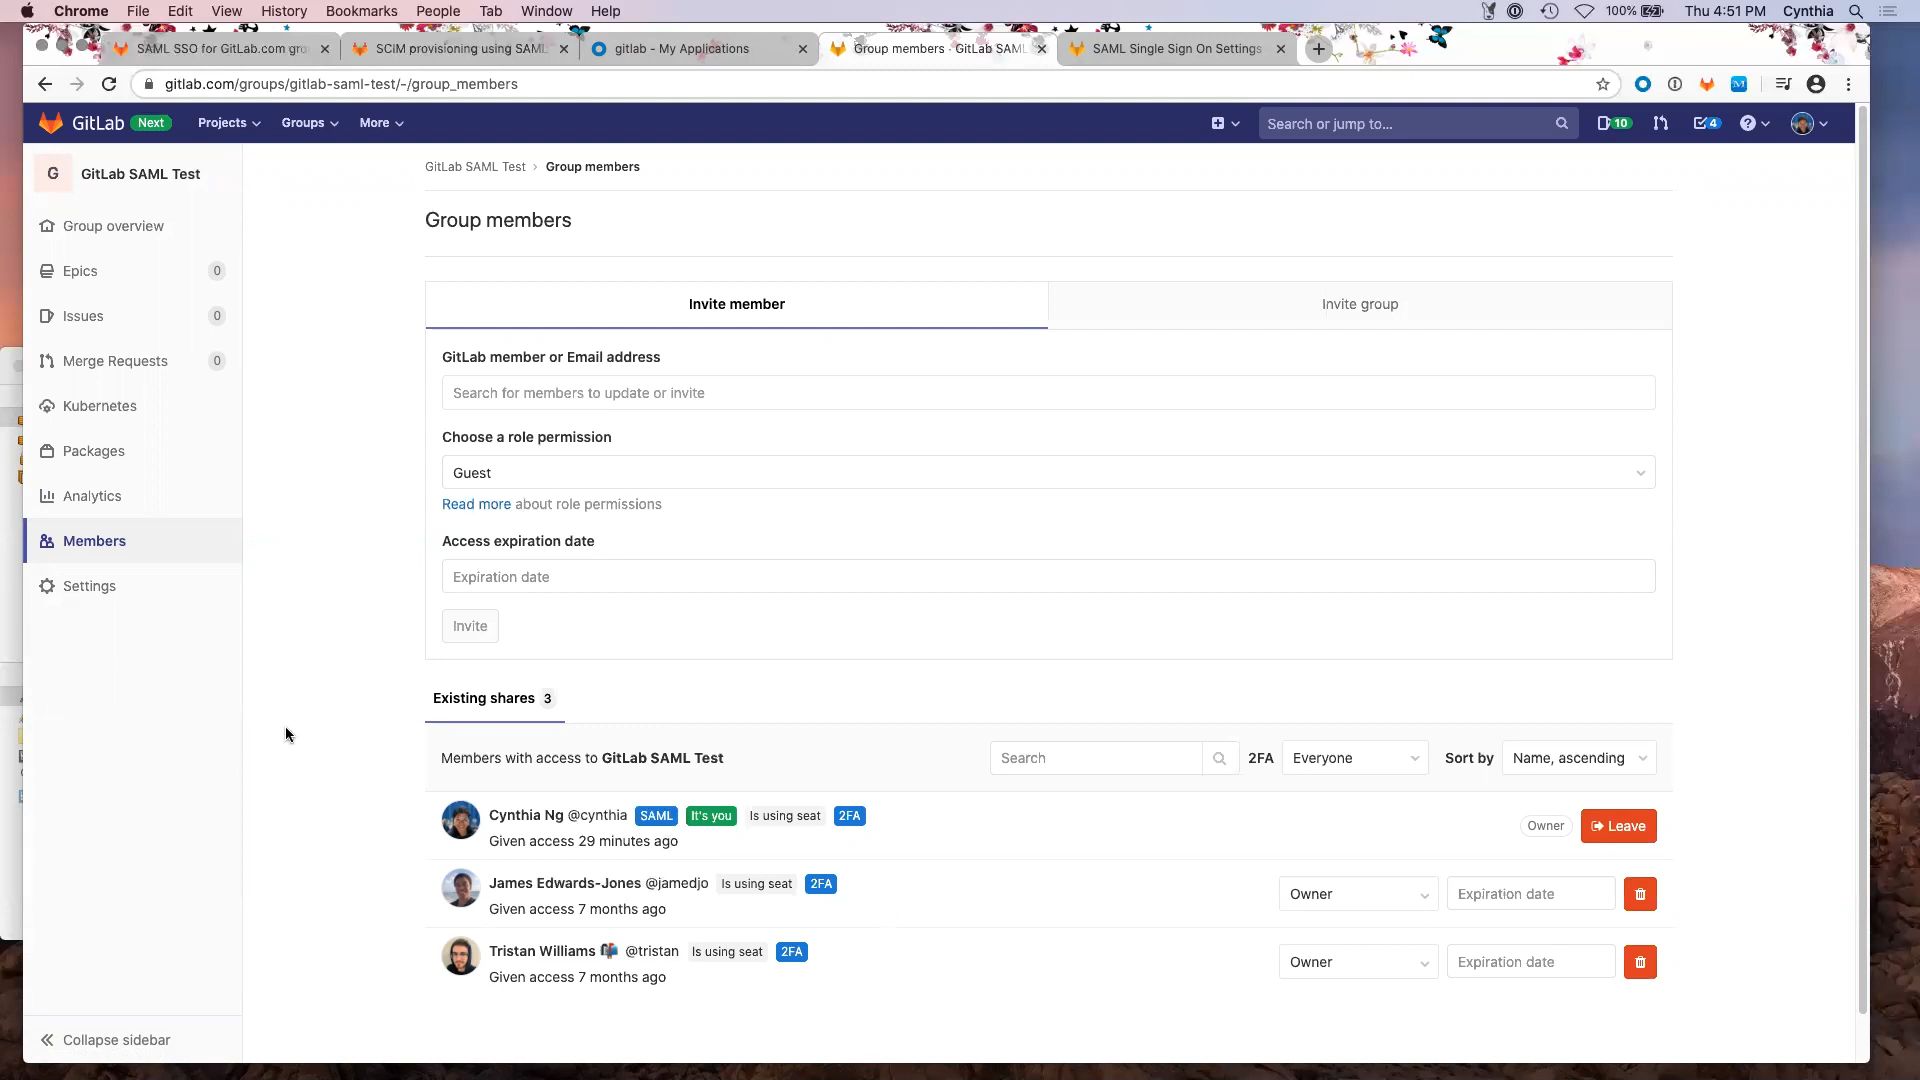 Chrome File Edit View History Bookmarks People Tab Window Help 100% Thu 4:51 PM Cynthia
SAML SSO for GitLab.com gro SCiM provisioning using SAML gitlab - My Applications Group members · GitLab SAML SAML Single Sign On Settings
gitlab.com/groups/gitlab-saml-test/-/group_members
GitLab Next Projects Groups More Search or jump to... 10 4
G GitLab SAML Test
Group overview
Epics 0
Issues 0
Merge Requests 0
Kubernetes
Packages
Analytics
Members
Settings
Collapse sidebar
GitLab SAML Test › Group members
Group members
Invite member Invite group
GitLab member or Email address
Search for members to update or invite
Choose a role permission
Guest
Read more about role permissions
Access expiration date
Expiration date
Invite
Existing shares 3
Members with access to GitLab SAML Test Search 2FA Everyone Sort by Name, ascending
Cynthia Ng @cynthia SAML It's you Is using seat 2FA
Given access 29 minutes ago
Owner Leave
James Edwards-Jones @jamedjo Is using seat 2FA
Given access 7 months ago
Owner Expiration date
Tristan Williams @tristan Is using seat 2FA
Given access 7 months ago
Owner Expiration date